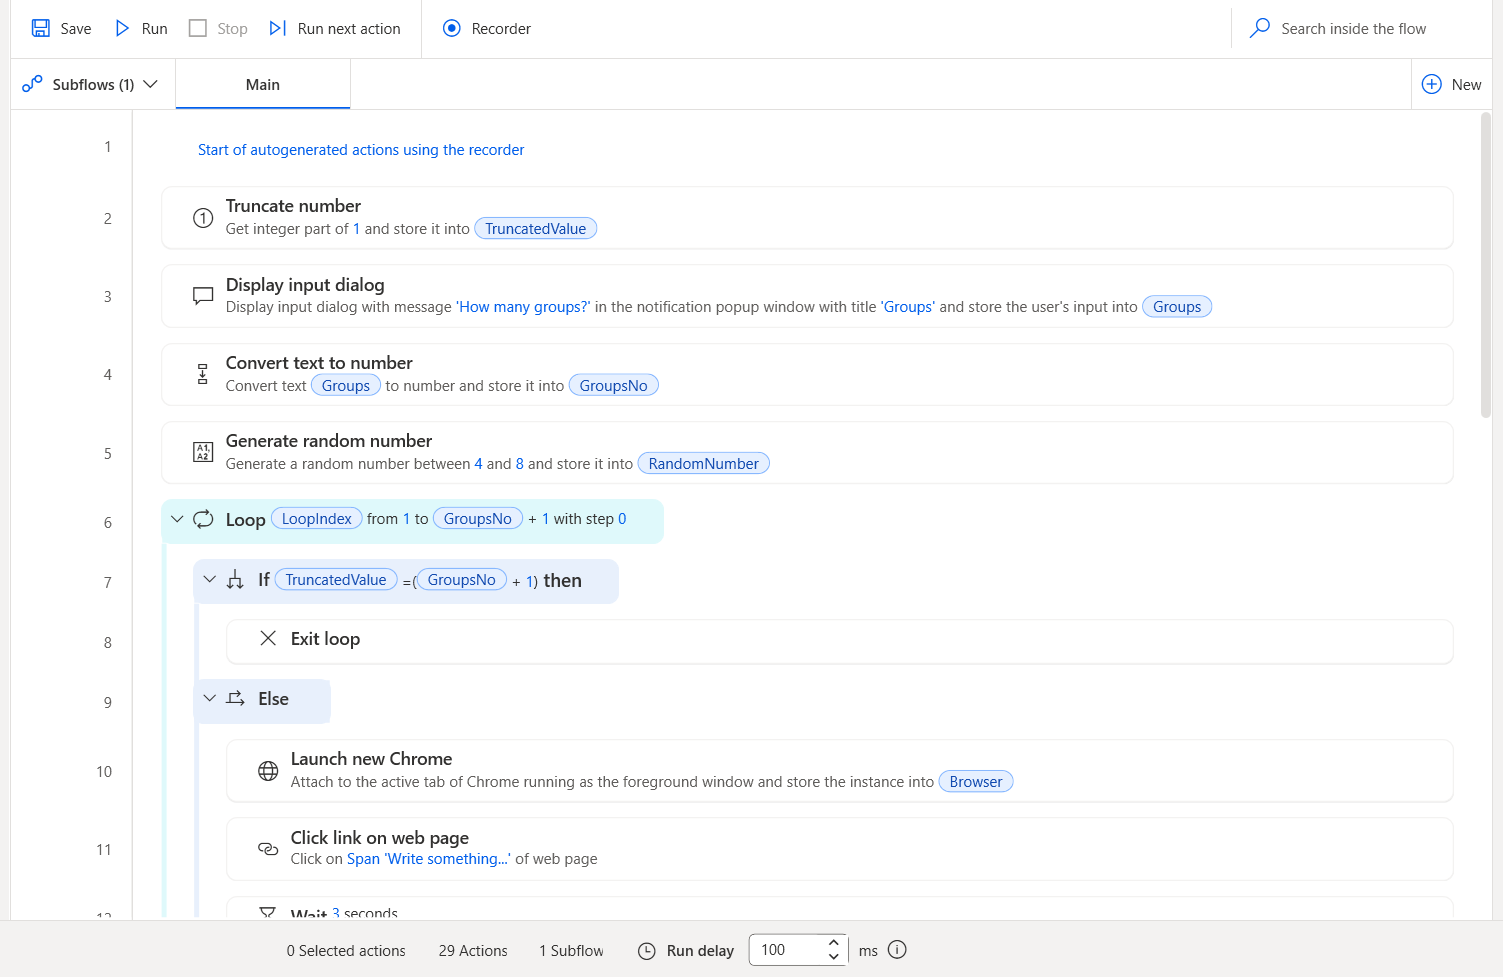 Save Run Stop Run next action Recorder Search inside the flow
Subflows (1) Main New
1 Start of autogenerated actions using the recorder
2 Truncate number
Get integer part of 1 and store it into TruncatedValue
3 Display input dialog
Display input dialog with message 'How many groups?' in the notification popup window with title 'Groups' and store the user's input into Groups
4 Convert text to number
Convert text Groups to number and store it into GroupsNo
5 Generate random number
Generate a random number between 4 and 8 and store it into RandomNumber
6 Loop LoopIndex from 1 to GroupsNo + 1 with step 0
7 If TruncatedValue =(GroupsNo + 1) then
8 Exit loop
9 Else
10 Launch new Chrome
Attach to the active tab of Chrome running as the foreground window and store the instance into Browser
11 Click link on web page
Click on Span 'Write something...' of web page
12 Wait 3 seconds
0 Selected actions 29 Actions 1 Subflow Run delay 100 ms